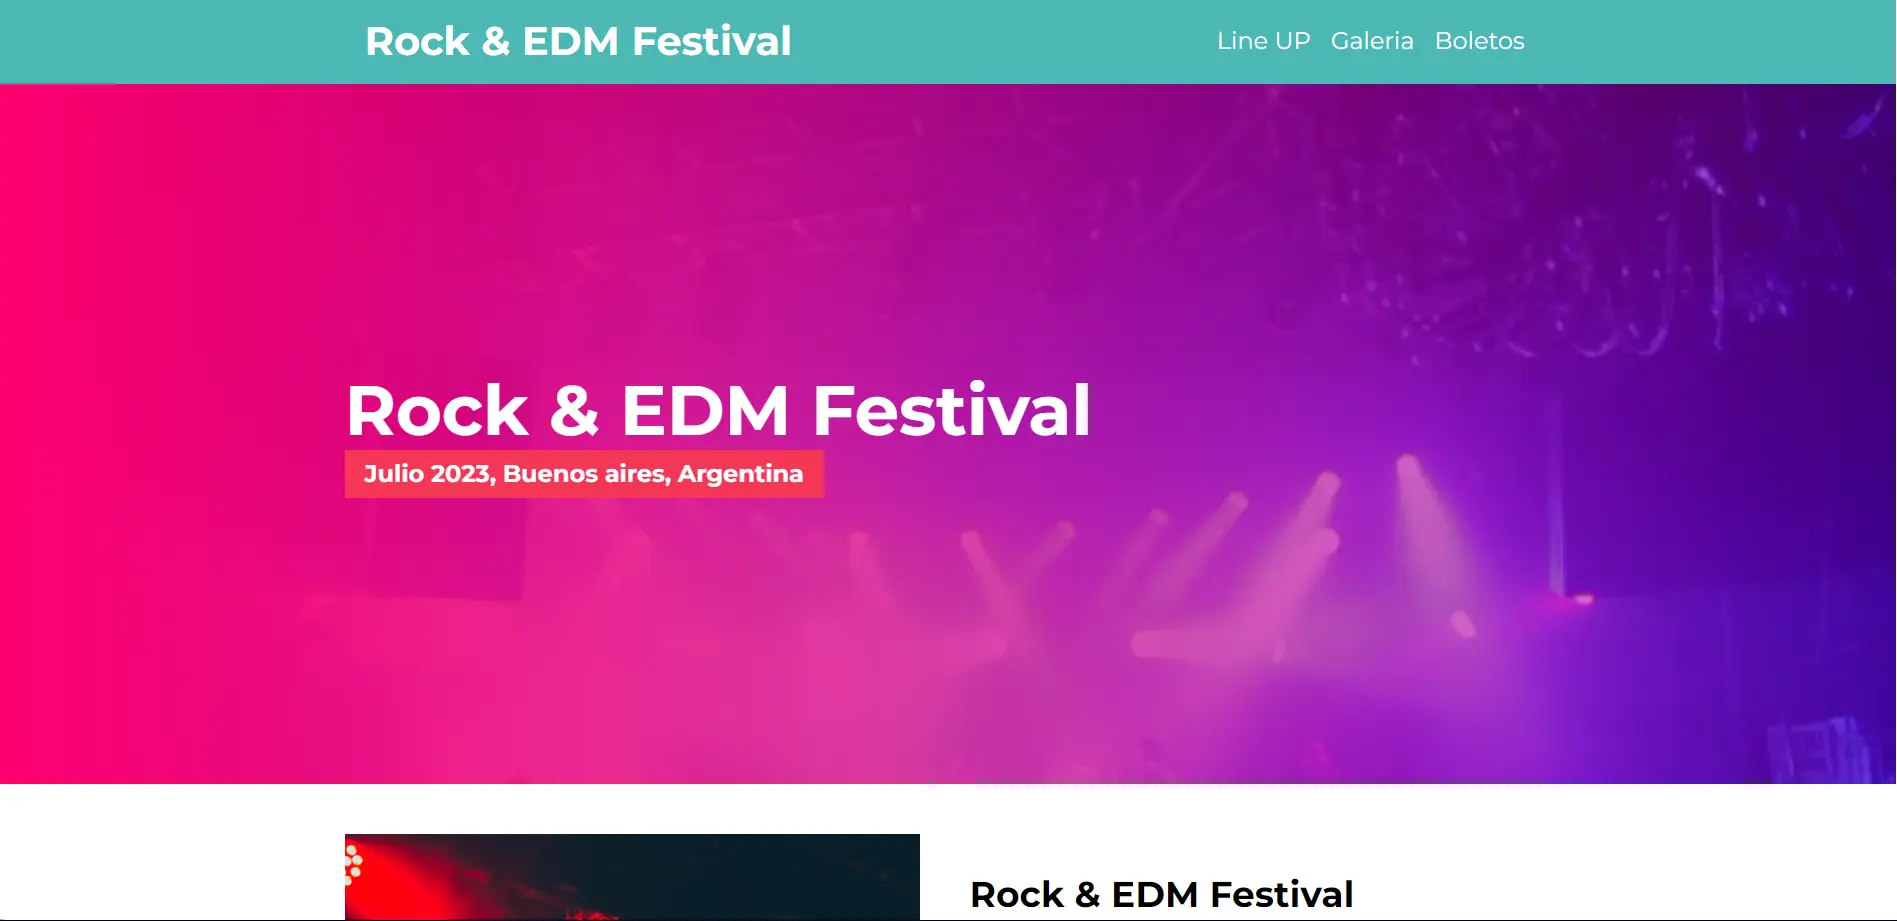 Rock & EDM Festival
Line UP Galeria Boletos
Rock & EDM Festival
Julio 2023, Buenos aires, Argentina
Rock & EDM Festival